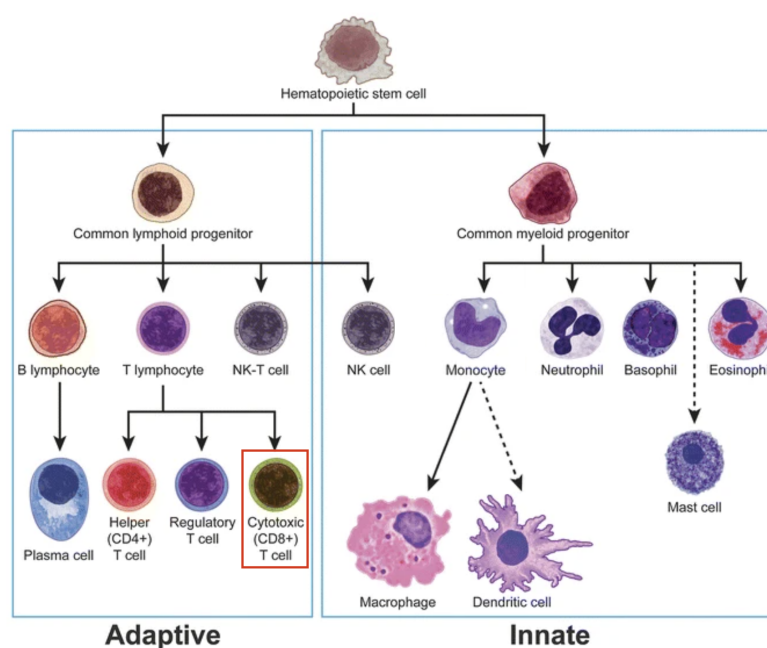 Hematopoietic stem cell
Common lymphoid progenitor
Common myeloid progenitor
B lymphocyte
T lymphocyte
NK-T cell
NK cell
Monocyte
Neutrophil
Basophil
Eosinophi
Plasma cell
Helper
(CD4+)
T cell
Regulatory
T cell
Cytotoxic
(CD8+)
T cell
Mast cell
Macrophage
Dendritic cell
Adaptive
Innate